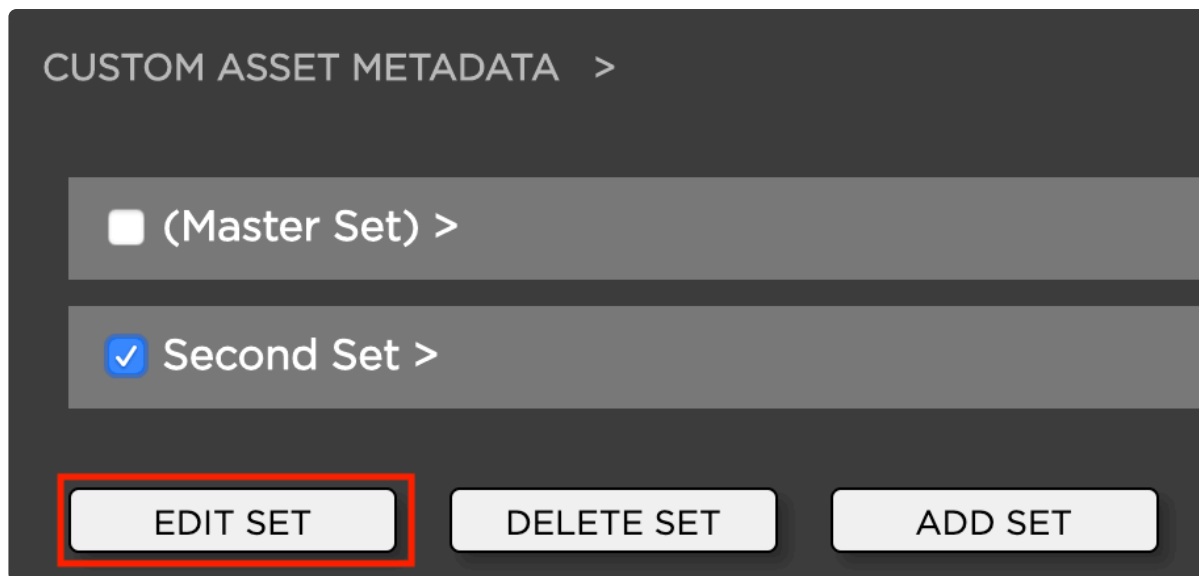 CUSTOM ASSET METADATA >
(Master Set) >
Second Set >
EDIT SET DELETE SET ADD SET